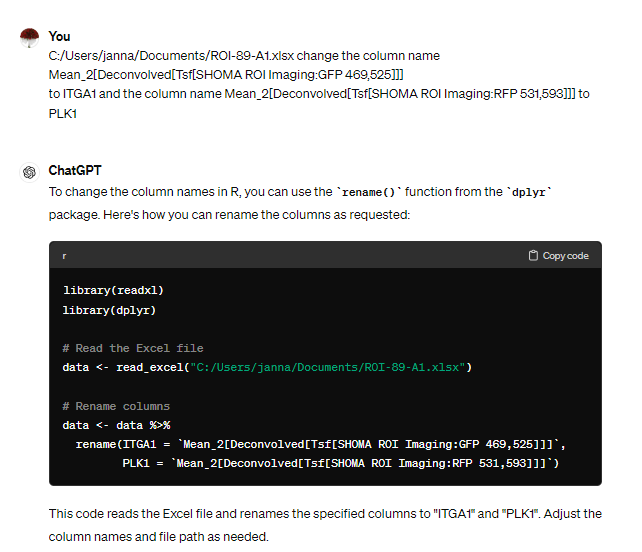 You
C:/Users/janna/Documents/ROI-89-A1.xlsx change the column name
Mean_2[Deconvolved[Tsf[SHOMA ROI Imaging:GFP 469,525]]]
to ITGA1 and the column name Mean_2[Deconvolved[Tsf[SHOMA ROI Imaging:RFP 531,593]]] to
PLK1
ChatGPT
To change the column names in R, you can use the `rename()` function from the `dplyr`
package. Here's how you can rename the columns as requested:
r Copy code
library(readxl)
library(dplyr)
# Read the Excel file
data <- read_excel("C:/Users/janna/Documents/ROI-89-A1.xlsx")
# Rename columns
data <- data %>%
rename(ITGA1 = `Mean_2[Deconvolved[Tsf[SHOMA ROI Imaging:GFP 469,525]]]`,
PLK1 = `Mean_2[Deconvolved[Tsf[SHOMA ROI Imaging:RFP 531,593]]]`)
This code reads the Excel file and renames the specified columns to "ITGA1" and "PLK1". Adjust the
column names and file path as needed.